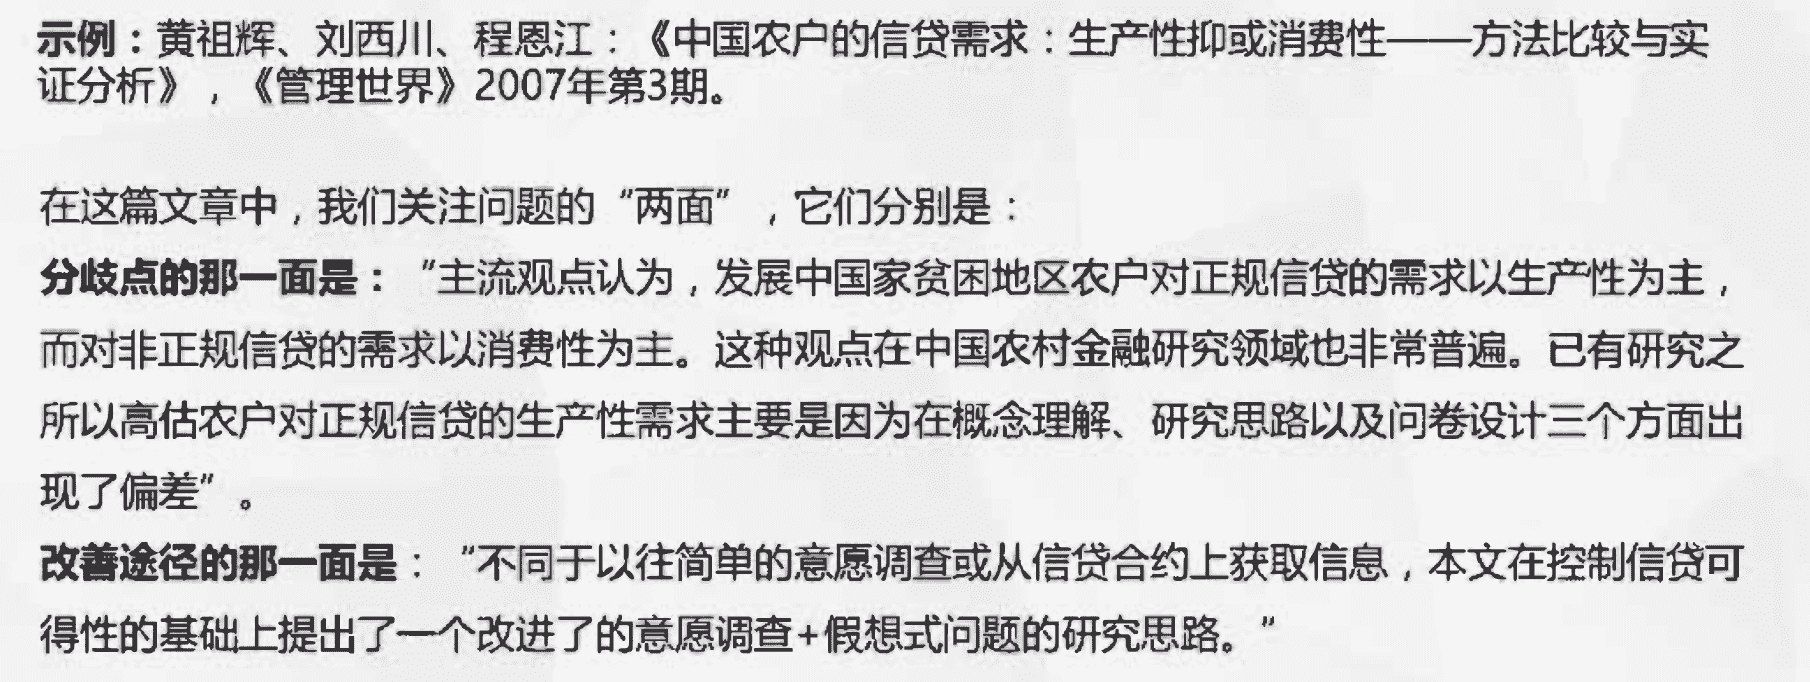 示例：黄祖辉、刘西川、程恩江：《中国农户的信贷需求：生产性抑或消费性——方法比较与实
证分析》，《管理世界》2007年第3期。
在这篇文章中，我们关注问题的“两面”，它们分别是：
分歧点的那一面是：“主流观点认为，发展中国家贫困地区农户对正规信贷的需求以生产性为主，
而对非正规信贷的需求以消费性为主。这种观点在中国农村金融研究领域也非常普遍。已有研究之
所以高估农户对正规信贷的生产性需求主要是因为在概念理解、研究思路以及问卷设计三个方面出
现了偏差”。
改善途径的那一面是：“不同于以往简单的意愿调查或从信贷合约上获取信息，本文在控制信贷可
得性的基础上提出了一个改进了的意愿调查+假想式问题的研究思路。”